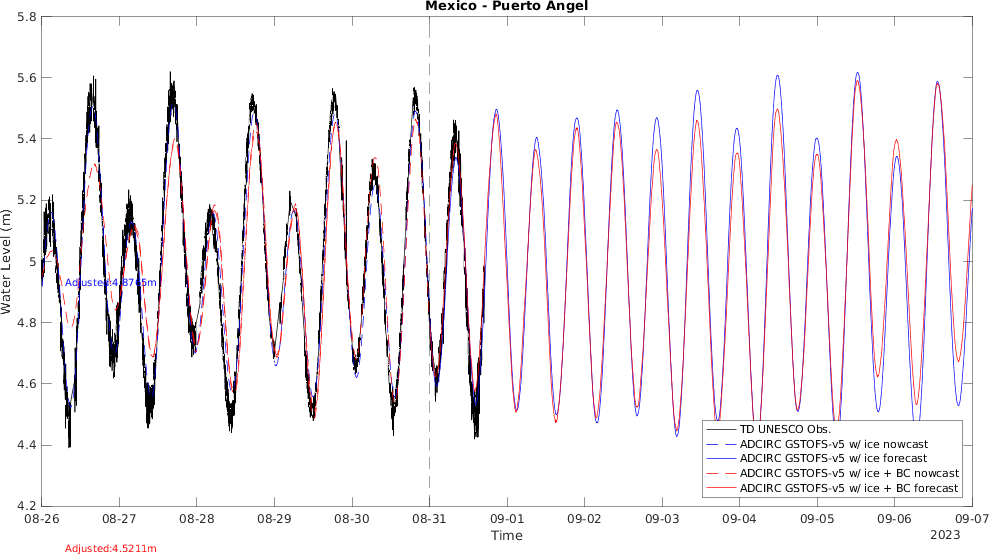 Mexico - Puerto Angel
5.8
5.6
5.4
5.2
5
4.8
4.6
4.4
4.2
Water Level (m)
Adjusted:4.8765m
TD UNESCO Obs.
ADCIRC GSTOFS-v5 w/ ice nowcast
ADCIRC GSTOFS-v5 w/ ice forecast
ADCIRC GSTOFS-v5 w/ ice + BC nowcast
ADCIRC GSTOFS-v5 w/ ice + BC forecast
08-26 08-27 08-28 08-29 08-30 08-31 09-01 09-02 09-03 09-04 09-05 09-06 09-07
Time
2023
Adjusted:4.5211m